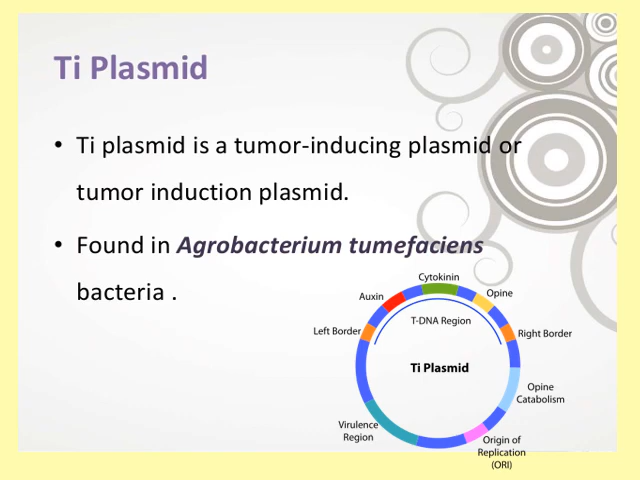 Ti Plasmid
• Ti plasmid is a tumor-inducing plasmid or
tumor induction plasmid.
• Found in Agrobacterium tumefaciens
bacteria .
Cytokinin
Auxin
Opine
T-DNA Region
Left Border
Right Border
Ti Plasmid
Opine
Catabolism
Virulence
Region
Origin of
Replication
(ORI)